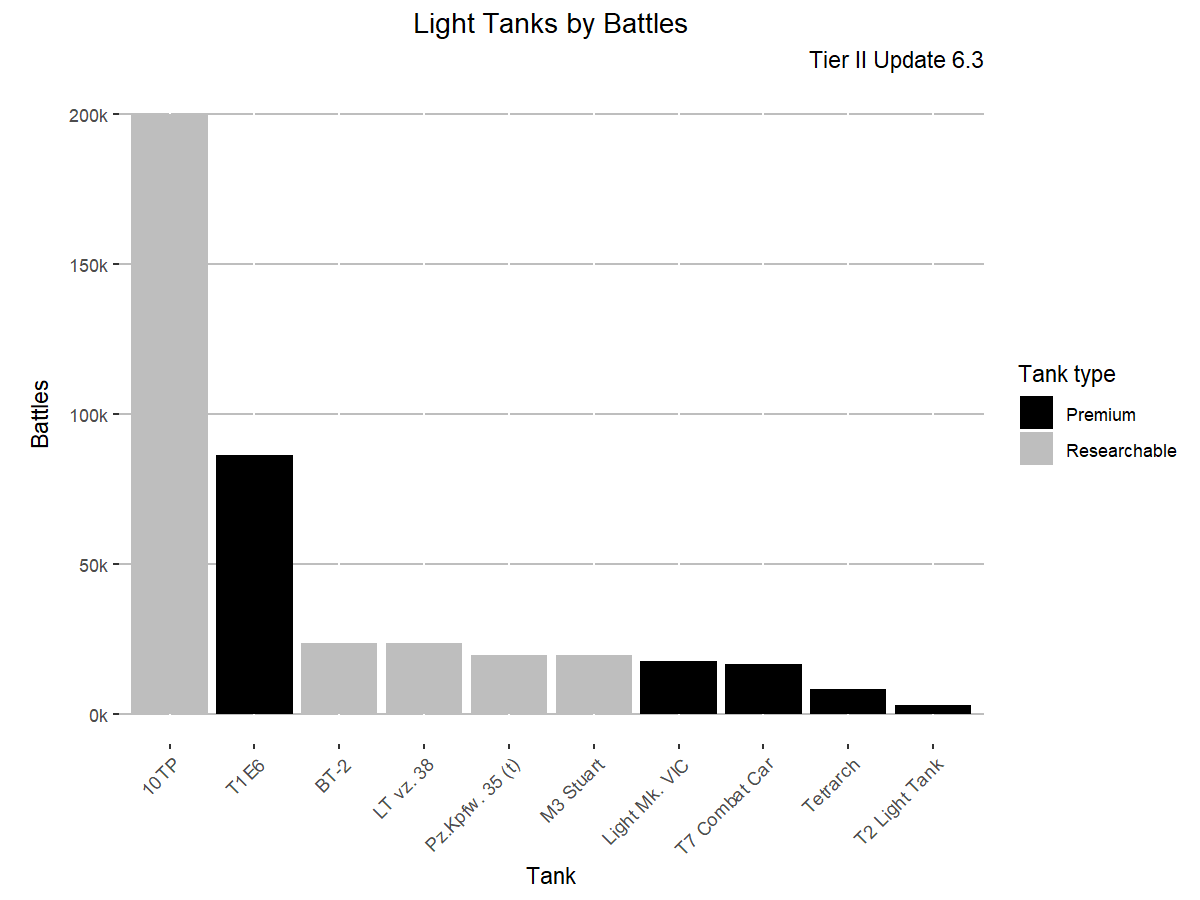 Light Tanks by Battles
Tier II Update 6.3
200k
150k
100k
50k
0k
Battles
10TP
T1E6
BT-2
LT vz. 38
Pz.Kpfw. 35 (t)
M3 Stuart
Light Mk. VIC
T7 Combat Car
Tetrarch
T2 Light Tank
Tank
Tank type
Premium
Researchable